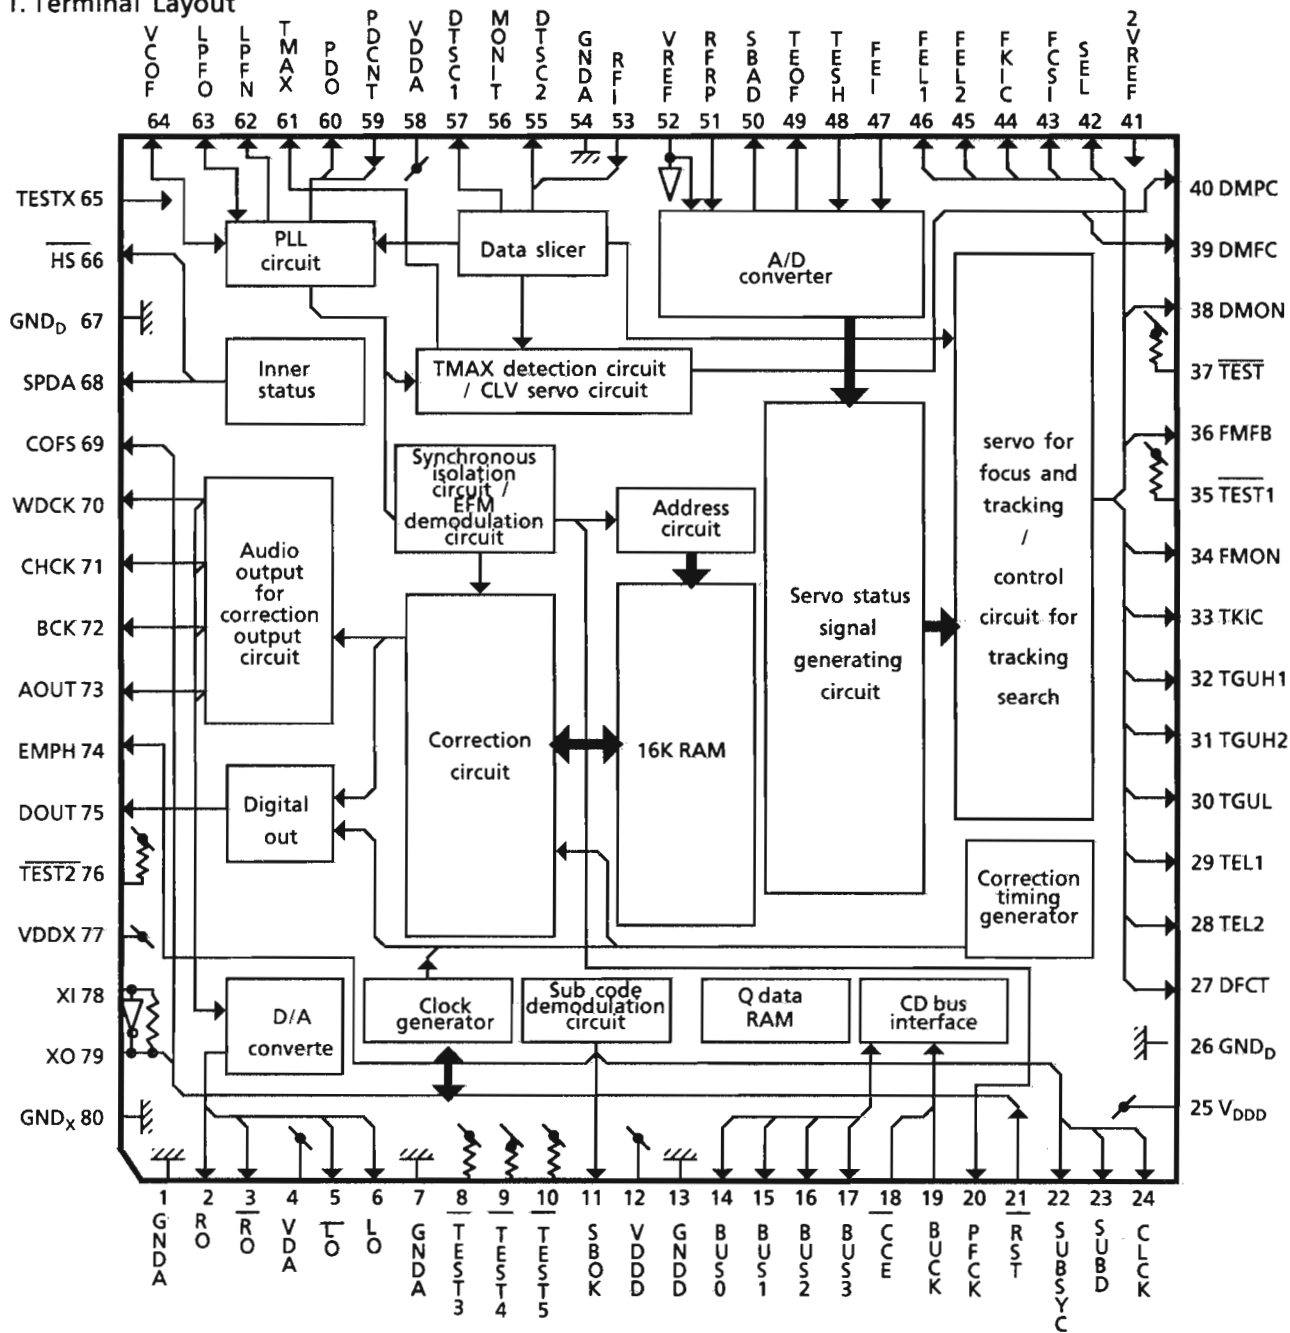 1. Terminal Layout
VCOF LPFO LPFN TMAX PDO PDCNT VDDA DTSC1 MONIT DTSC2 GNDA RFI VREF RFRP SBAD TEOF TESH FEI FEL1 FEL2 FKIC FCSI SEL 2VREF
64 63 62 61 60 59 58 57 56 55 54 53 52 51 50 49 48 47 46 45 44 43 42 41
TESTX 65
HS 66
GNDD 67
SPDA 68
COFS 69
WDCK 70
CHCK 71
BCK 72
AOUT 73
EMPH 74
DOUT 75
TEST2 76
VDDX 77
XI 78
XO 79
GNDX 80
PLL
circuit
Data slicer
A/D
converter
Inner
status
TMAX detection circuit
/ CLV servo circuit
Synchronous
isolation
circuit /
EFM
demodulation
circuit
Address
circuit
Audio
output
for
correction
output
circuit
Servo status
signal
generating
circuit
servo for
focus and
tracking
/
control
circuit for
tracking
search
Correction
circuit
16K RAM
Digital
out
Correction
timing
generator
D/A
converte
Clock
generator
Sub code
demodulation
circuit
Q data
RAM
CD bus
interface
40 DMPC
39 DMFC
38 DMON
37 TEST
36 FMFB
35 TEST1
34 FMON
33 TKIC
32 TGUH1
31 TGUH2
30 TGUL
29 TEL1
28 TEL2
27 DFCT
26 GNDD
25 VDDD
1 2 3 4 5 6 7 8 9 10 11 12 13 14 15 16 17 18 19 20 21 22 23 24
GNDA RO RO VDA LO LO GNDA TEST3 TEST4 TEST5 SBOK VDDD GNDD BUS0 BUS1 BUS2 BUS3 CCE BUCK PFCK RST SUBSYC SUBD CLCK